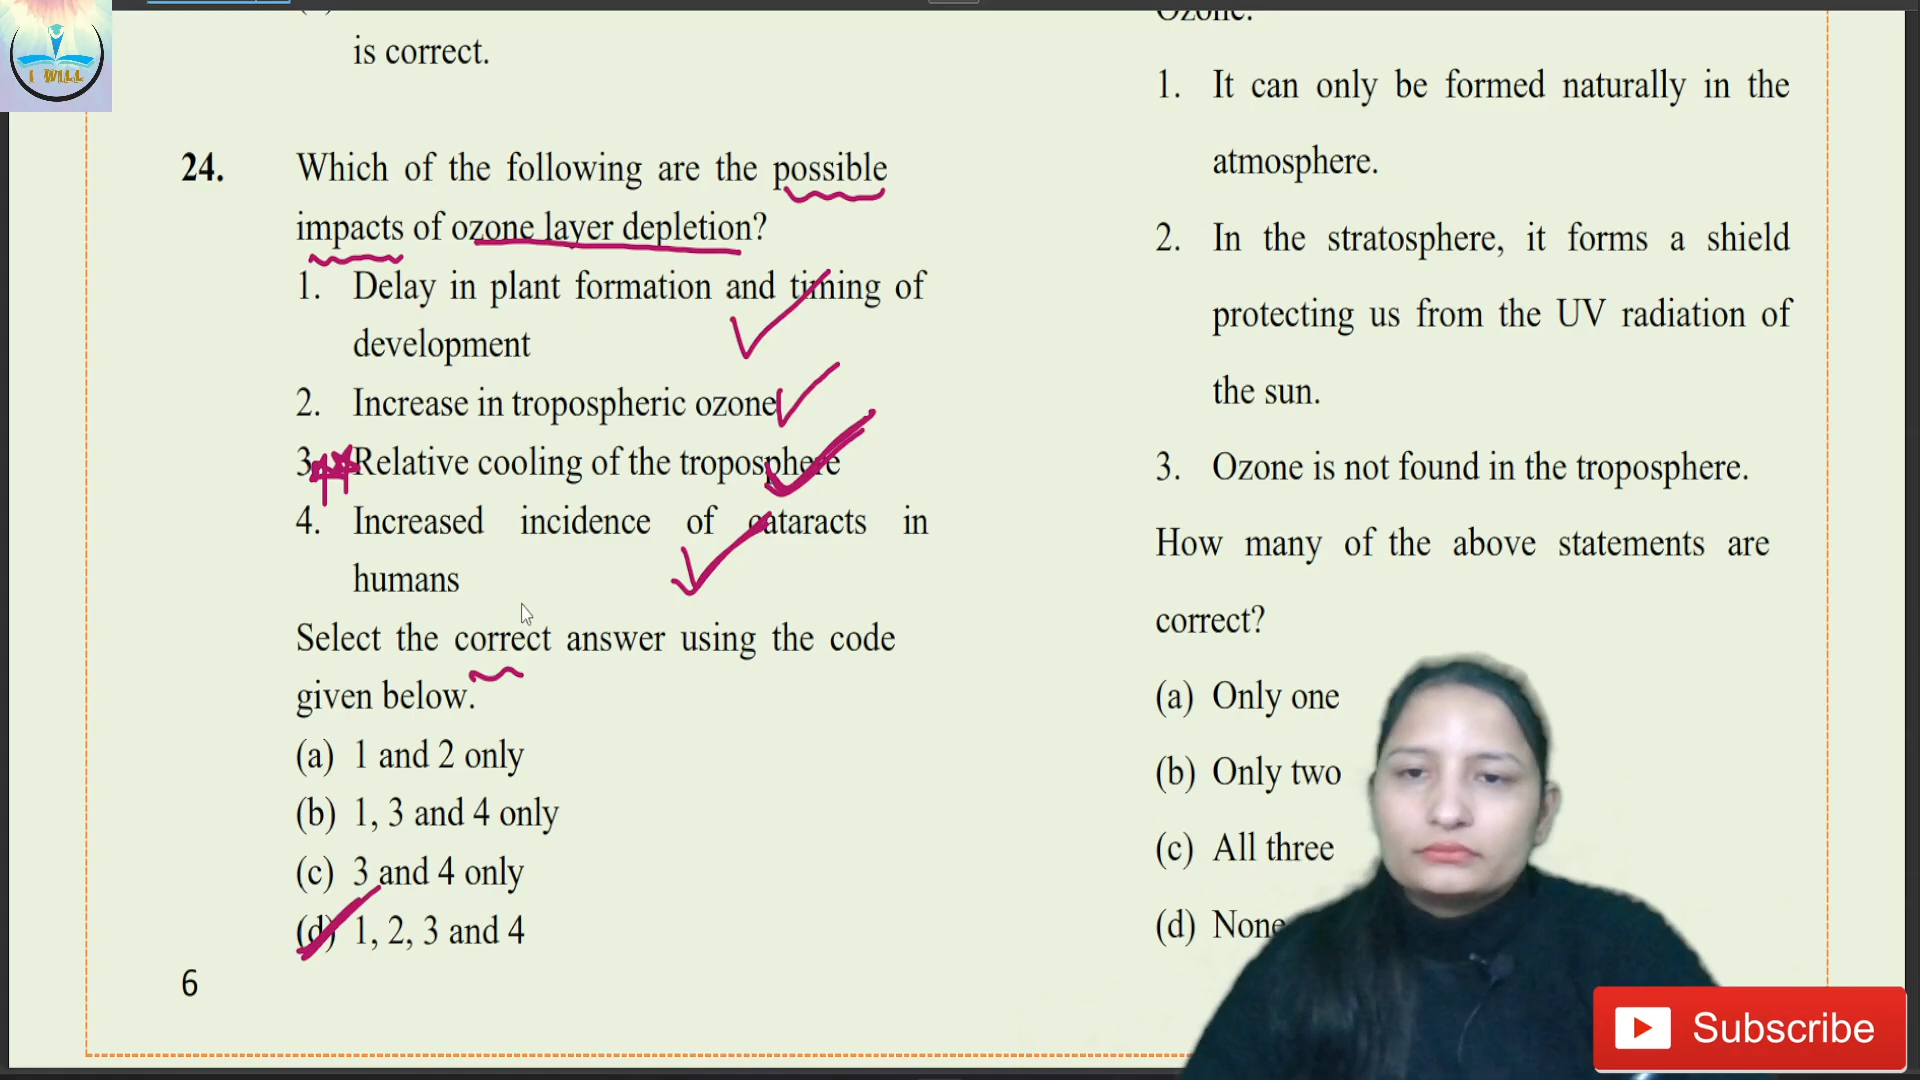 I WILL
is correct.
24. Which of the following are the possible
impacts of ozone layer depletion?
1. Delay in plant formation and timing of
development
2. Increase in tropospheric ozone
3. Relative cooling of the troposphere
4. Increased incidence of cataracts in
humans
Select the correct answer using the code
given below.
(a) 1 and 2 only
(b) 1, 3 and 4 only
(c) 3 and 4 only
(d) 1, 2, 3 and 4
6
Ozone.
1. It can only be formed naturally in the
atmosphere.
2. In the stratosphere, it forms a shield
protecting us from the UV radiation of
the sun.
3. Ozone is not found in the troposphere.
How many of the above statements are
correct?
(a) Only one
(b) Only two
(c) All three
(d) None
Subscribe